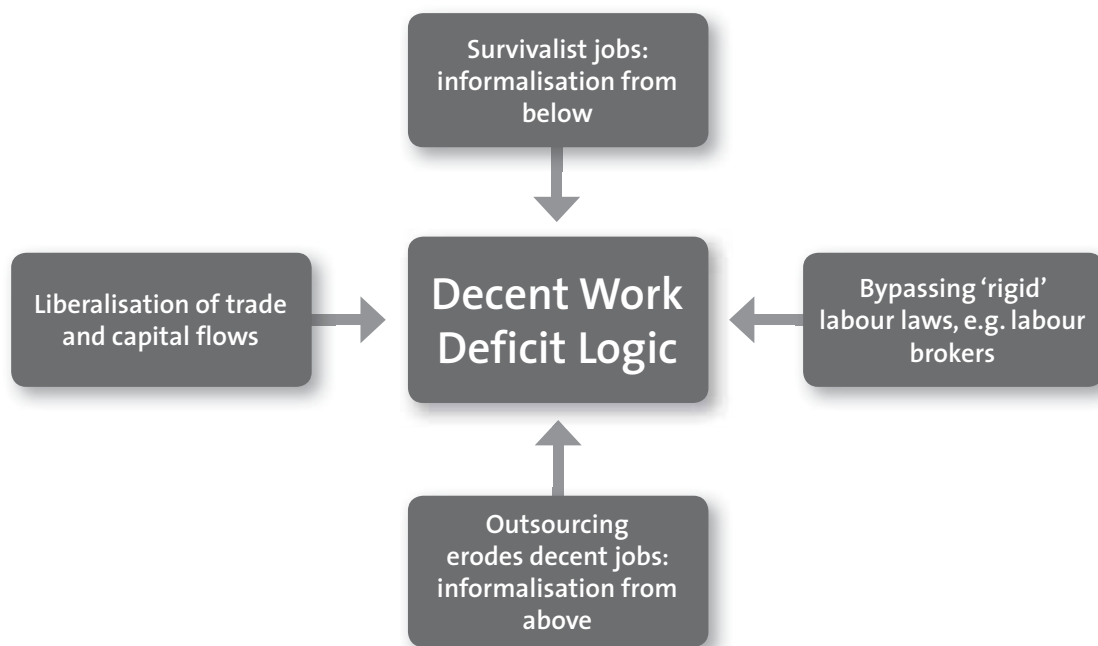 Survivalist jobs:
informalisation from
below
Liberalisation of trade
and capital flows
Decent Work
Deficit Logic
Bypassing ‘rigid’
labour laws, e.g. labour
brokers
Outsourcing
erodes decent jobs:
informalisation from
above